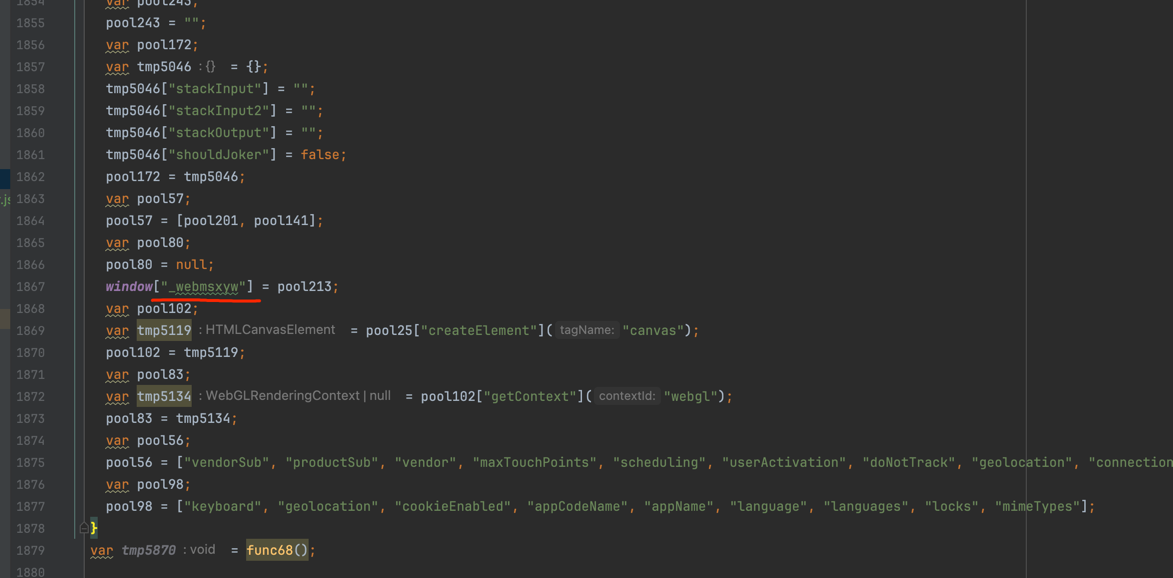 1854 var pool243;
1855 pool243 = "";
1856 var pool172;
1857 var tmp5046 : {} = {};
1858 tmp5046["stackInput"] = "";
1859 tmp5046["stackInput2"] = "";
1860 tmp5046["stackOutput"] = "";
1861 tmp5046["shouldJoker"] = false;
1862 pool172 = tmp5046;
1863 var pool57;
1864 pool57 = [pool201, pool141];
1865 var pool80;
1866 pool80 = null;
1867 window["_webmsxyw"] = pool213;
1868 var pool102;
1869 var tmp5119 : HTMLCanvasElement = pool25["createElement"]( tagName: "canvas");
1870 pool102 = tmp5119;
1871 var pool83;
1872 var tmp5134 : WebGLRenderingContext | null = pool102["getContext"]( contextId: "webgl");
1873 pool83 = tmp5134;
1874 var pool56;
1875 pool56 = ["vendorSub", "productSub", "vendor", "maxTouchPoints", "scheduling", "userActivation", "doNotTrack", "geolocation", "connection
1876 var pool98;
1877 pool98 = ["keyboard", "geolocation", "cookieEnabled", "appCodeName", "appName", "language", "languages", "locks", "mimeTypes"];
1878 }
1879 var tmp5870 : void = func68();
1880